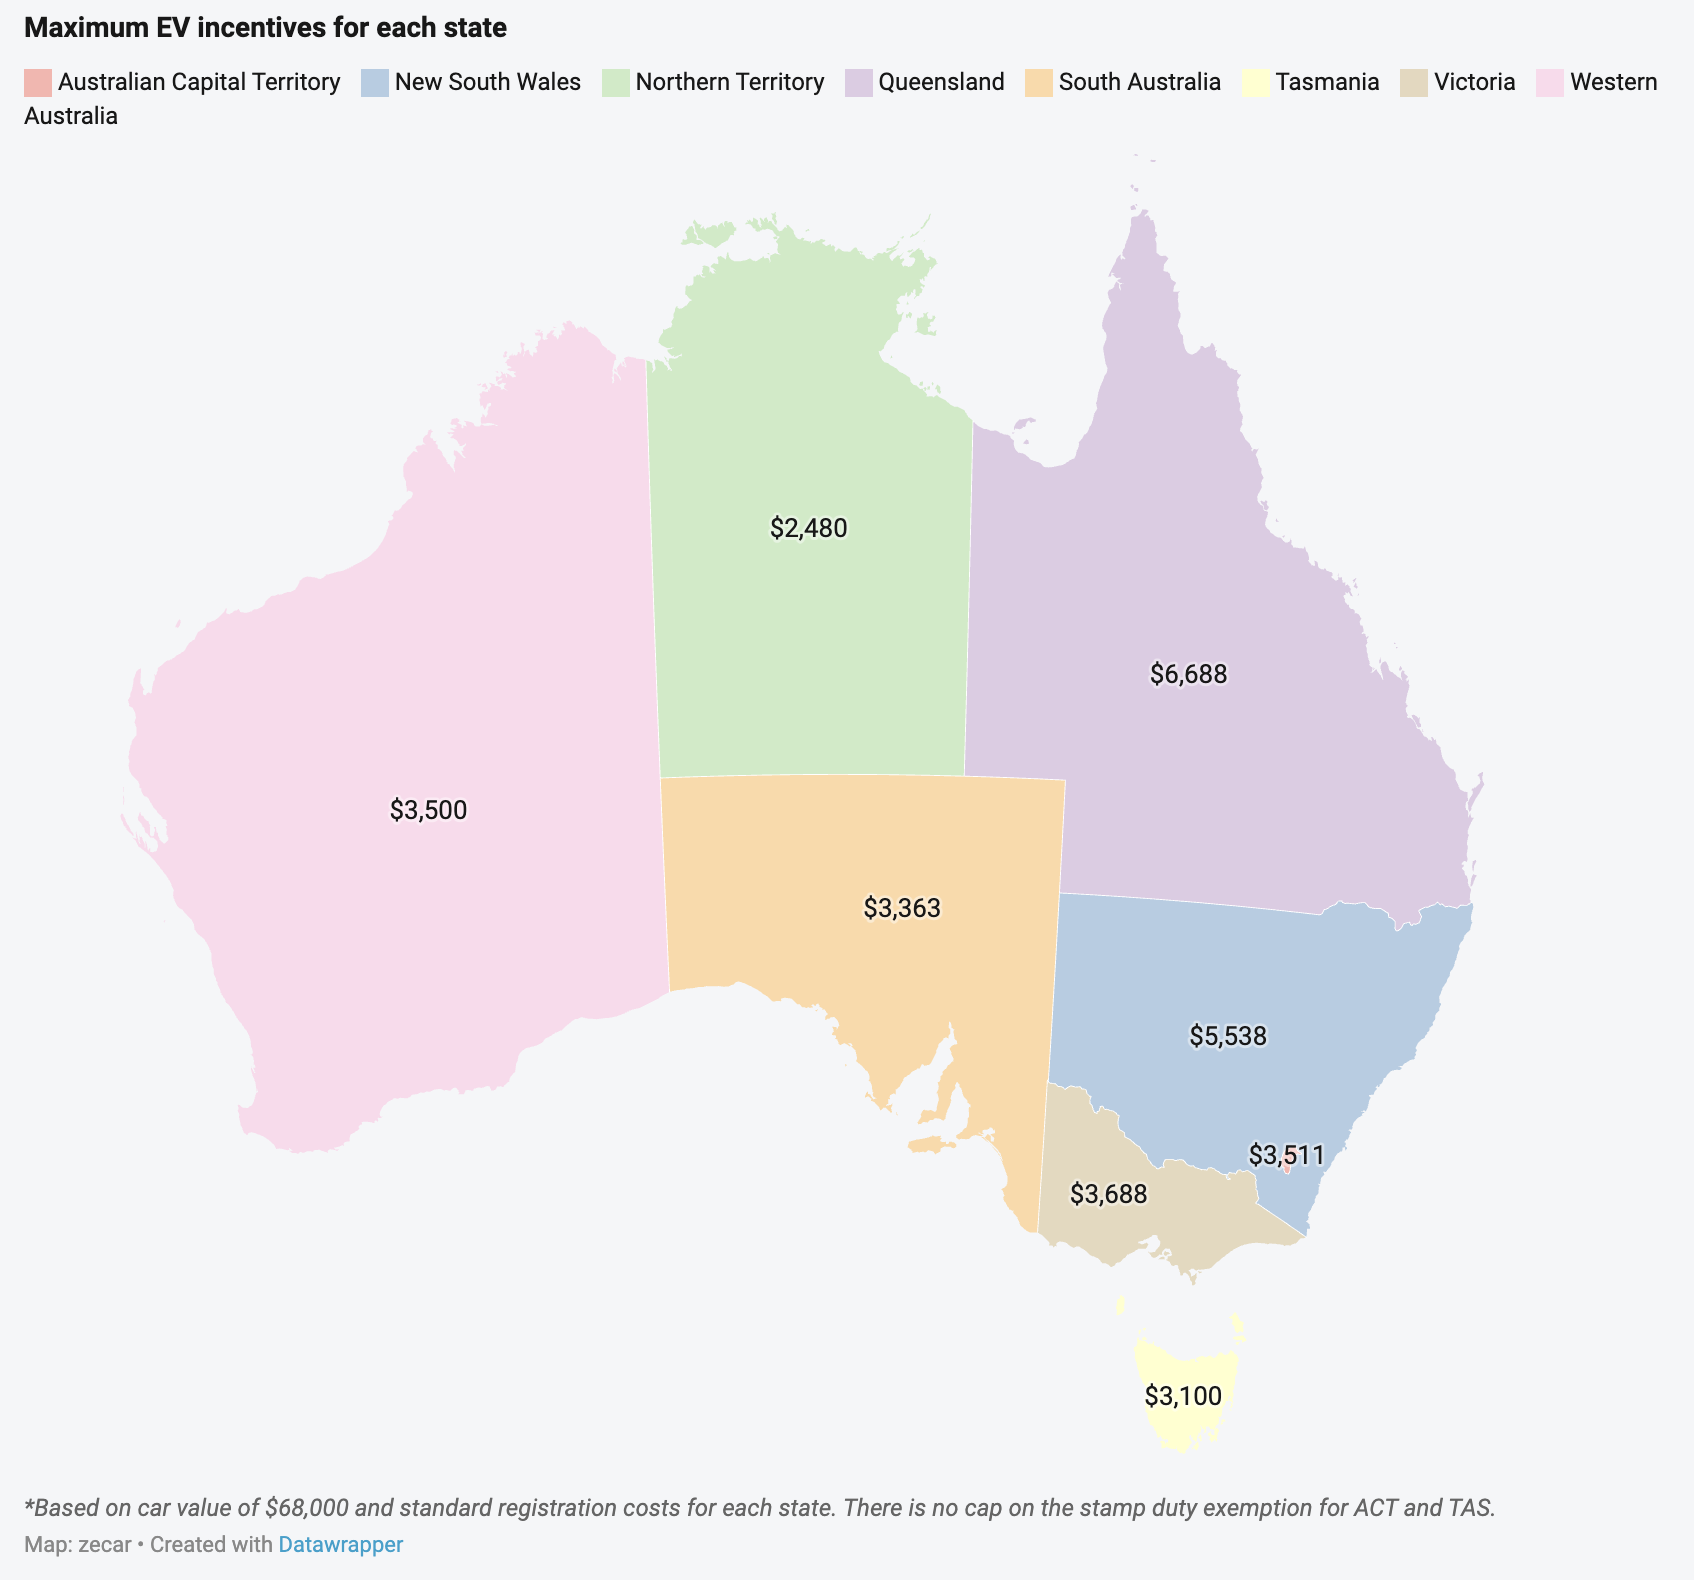 Maximum EV incentives for each state
Australian Capital Territory New South Wales Northern Territory Queensland South Australia Tasmania Victoria Western
Australia
$2,480
$6,688
$3,500
$3,363
$5,538
$3,511
$3,688
$3,100
*Based on car value of $68,000 and standard registration costs for each state. There is no cap on the stamp duty exemption for ACT and TAS.
Map: zecar • Created with Datawrapper